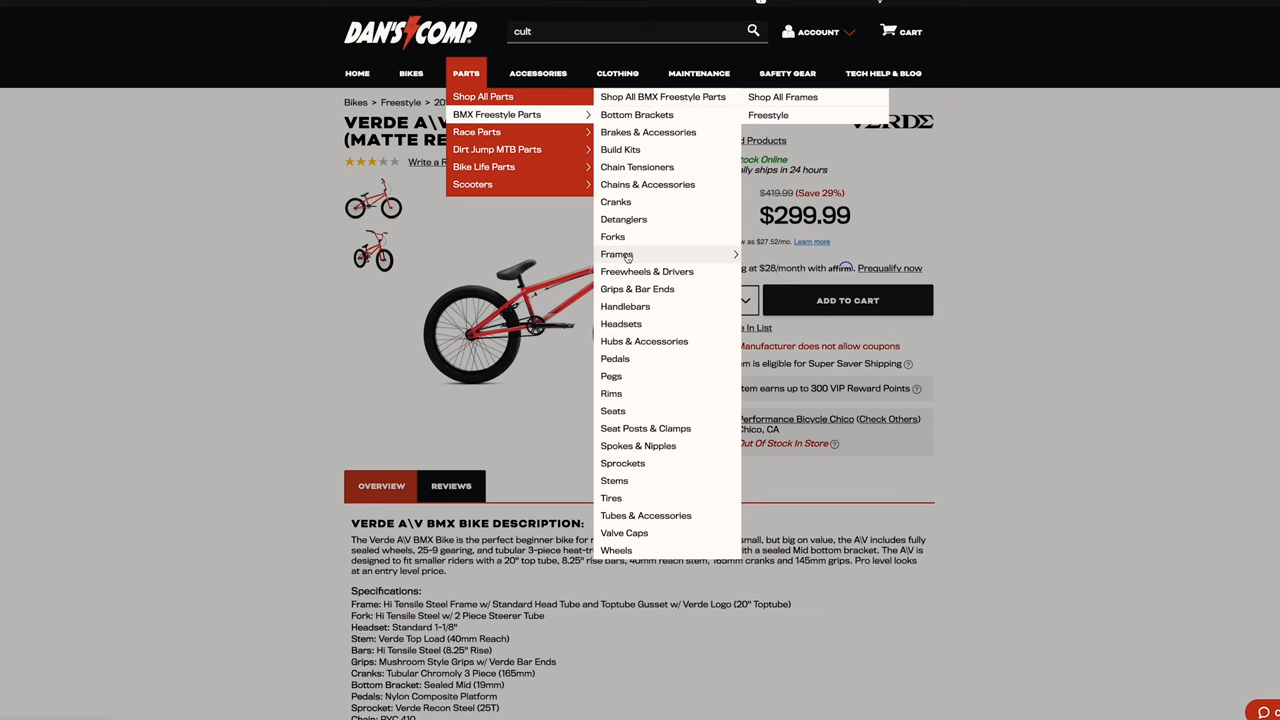 DAN'S COMP
cult
ACCOUNT
CART
HOME
BIKES
PARTS
ACCESSORIES
CLOTHING
MAINTENANCE
SAFETY GEAR
TECH HELP & BLOG
Shop All Parts
BMX Freestyle Parts
Race Parts
Dirt Jump MTB Parts
Bike Life Parts
Scooters
Shop All BMX Freestyle Parts
Bottom Brackets
Brakes & Accessories
Build Kits
Chain Tensioners
Chains & Accessories
Cranks
Detanglers
Forks
Frames
Freewheels & Drivers
Grips & Bar Ends
Handlebars
Headsets
Hubs & Accessories
Pedals
Pegs
Rims
Seats
Seat Posts & Clamps
Spokes & Nipples
Sprockets
Stems
Tires
Tubes & Accessories
Valve Caps
Wheels
Shop All Frames
Freestyle
Bikes > Freestyle > 20
VERDE A\V
(MATTE RE
Write a R
VERDE
d Products
tock Online
ally ships in 24 hours
$419.99 (Save 29%)
$299.99
w as $27.52/mo. Learn more
g at $28/month with affirm. Prequalify now
ADD TO CART
e In List
Manufacturer does not allow coupons
em is eligible for Super Saver Shipping
tem earns up to 300 VIP Reward Points
Performance Bicycle Chico (Check Others)
Chico, CA
Out Of Stock In Store
OVERVIEW
REVIEWS
VERDE A\V BMX BIKE DESCRIPTION:
The Verde A\V BMX Bike is the perfect beginner bike for r small, but big on value, the A\V includes fully
sealed wheels, 25-9 gearing, and tubular 3-piece heat-tr with a sealed Mid bottom bracket. The A\V is
designed to fit smaller riders with a 20" top tube, 8.25" rise bars, 40mm reach stem, 165mm cranks and 145mm grips. Pro level looks
at an entry level price.
Specifications:
Frame: Hi Tensile Steel Frame w/ Standard Head Tube and Toptube Gusset w/ Verde Logo (20" Toptube)
Fork: Hi Tensile Steel w/ 2 Piece Steerer Tube
Headset: Standard 1-1/8"
Stem: Verde Top Load (40mm Reach)
Bars: Hi Tensile Steel (8.25" Rise)
Grips: Mushroom Style Grips w/ Verde Bar Ends
Cranks: Tubular Chromoly 3 Piece (165mm)
Bottom Bracket: Sealed Mid (19mm)
Pedals: Nylon Composite Platform
Sprocket: Verde Recon Steel (25T)
Chain: BYC 410